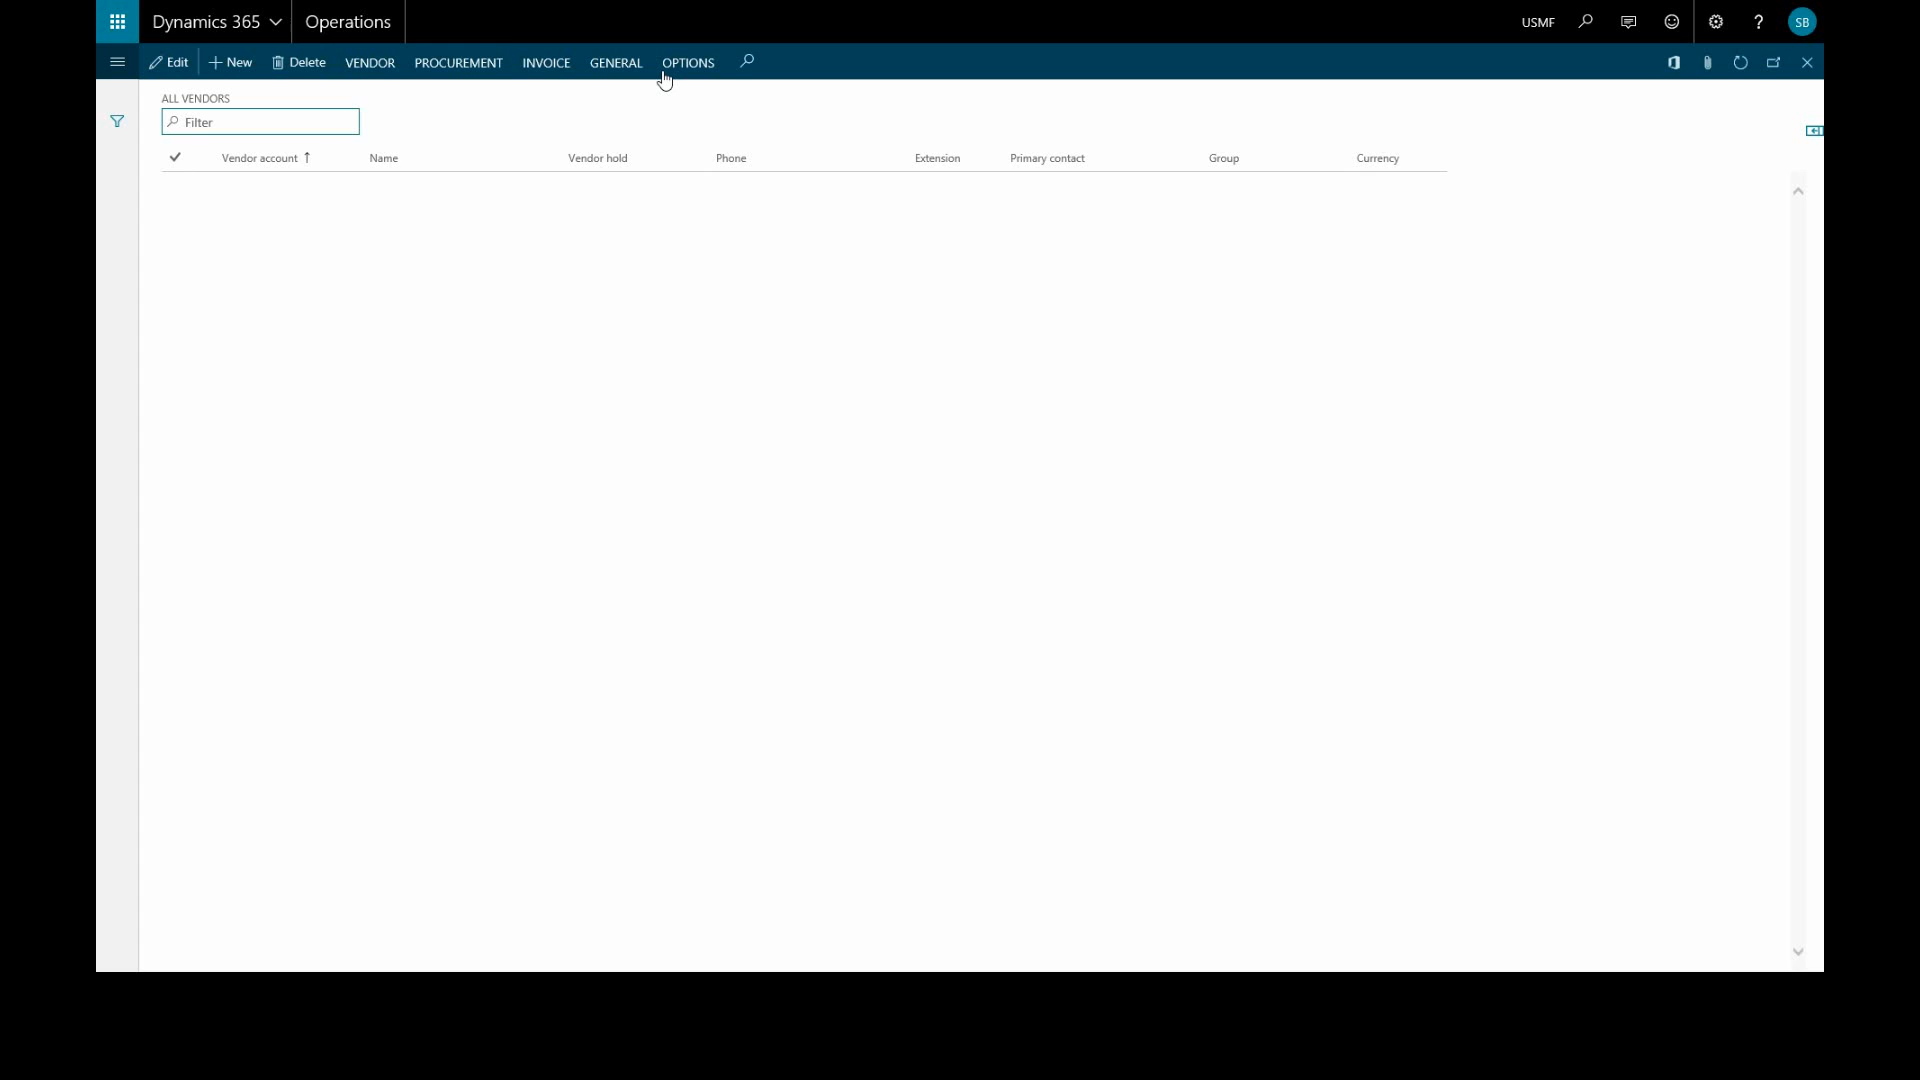 Dynamics 365 Operations USMF ? SB
Edit New Delete VENDOR PROCUREMENT INVOICE GENERAL OPTIONS
ALL VENDORS
Filter
Vendor account Name Vendor hold Phone Extension Primary contact Group Currency